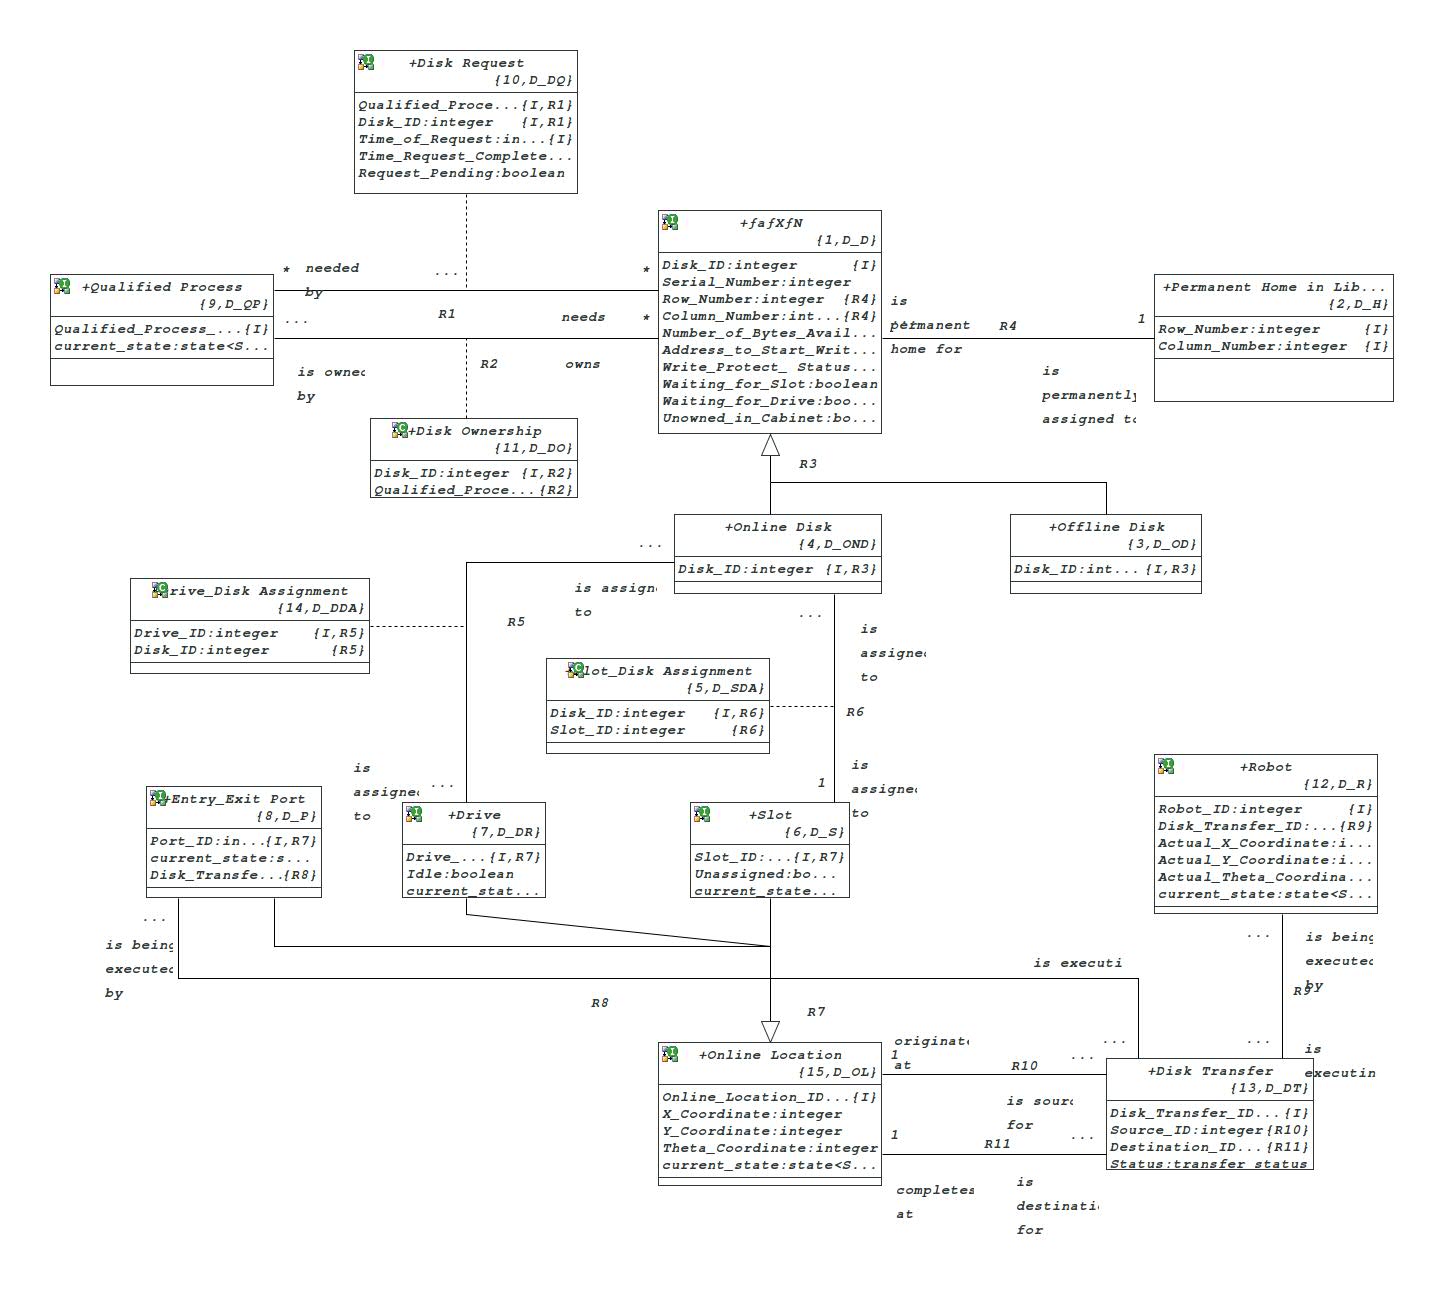 +Disk Request
{10,D_DQ}
Qualified_Proce...{I,R1}
Disk_ID:integer {I,R1}
Time_of_Request:in...{I}
Time_Request_Complete...
Request_Pending:boolean
+fafXfN
{1,D_D}
Disk_ID:integer {I}
Serial_Number:integer
Row_Number:integer {R4}
Column_Number:int...{R4}
Number_of_Bytes_Avail...
Address_to_Start_Writ...
Write_Protect_ Status...
Waiting_for_Slot:boolean
Waiting_for_Drive:boo...
Unowned_in_Cabinet:bo...
* needed
by
...
*
+Qualified Process
{9,D_QP}
Qualified_Process_...{I}
current_state:state<S...
...
R1
needs *
R2
owns
is owned
by
is
permanent
home for
R4
1
is
permanently
assigned to
+Permanent Home in Lib...
{2,D_H}
Row_Number:integer {I}
Column_Number:integer {I}
+Disk Ownership
{11,D_DO}
Disk_ID:integer {I,R2}
Qualified_Proce...{R2}
R3
+Online Disk
{4,D_OND}
Disk_ID:integer {I,R3}
+Offline Disk
{3,D_OD}
Disk_ID:int... {I,R3}
...
is assign
to
R5
...
is
assigned
to
rive_Disk Assignment
{14,D_DDA}
Drive_ID:integer {I,R5}
Disk_ID:integer {R5}
lot_Disk Assignment
{5,D_SDA}
Disk_ID:integer {I,R6}
Slot_ID:integer {R6}
R6
is
assigned
to
...
1
is
assigned
to
+Entry_Exit Port
{8,D_P}
Port_ID:in...{I,R7}
current_state:s...
Disk_Transfe...{R8}
+Drive
{7,D_DR}
Drive_...{I,R7}
Idle:boolean
current_stat...
+Slot
{6,D_S}
Slot_ID:...{I,R7}
Unassigned:bo...
current_state...
+Robot
{12,D_R}
Robot_ID:integer {I}
Disk_Transfer_ID:...{R9}
Actual_X_Coordinate:i...
Actual_Y_Coordinate:i...
Actual_Theta_Coordina...
current_state:state<S...
...
is being
executed
by
R8
R7
is executi
...
is being
executed
by
R9
...
...
is
executin
+Online Location
{15,D_OL}
Online_Location_ID...{I}
X_Coordinate:integer
Y_Coordinate:integer
Theta_Coordinate:integer
current_state:state<S...
originate
1
at
R10
...
is sourc
for
1
R11
...
completes
at
is
destinati
for
+Disk Transfer
{13,D_DT}
Disk_Transfer_ID...{I}
Source_ID:integer{R10}
Destination_ID...{R11}
Status:transfer_status